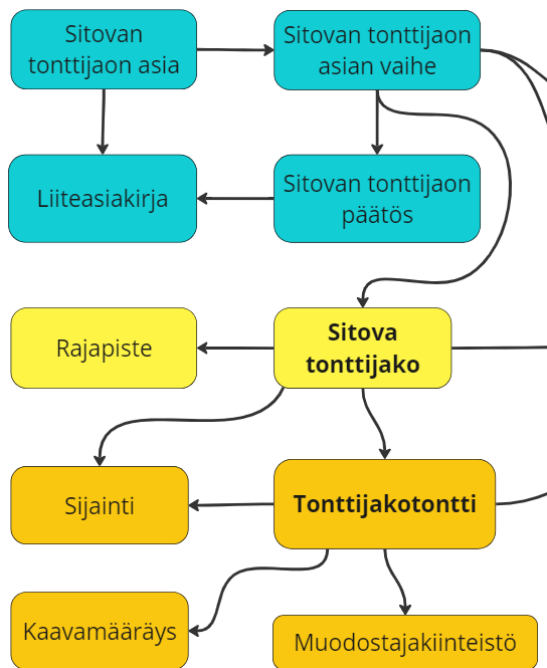 Sitovan
tonttijaon asia
Sitovan tonttijaon
asian vaihe
Liiteasiakirja
Sitovan tonttijaon
päätös
Rajapiste
Sitova
tonttijako
Sijainti
Tonttijakotontti
Kaavamääräys
Muodostajakiinteistö